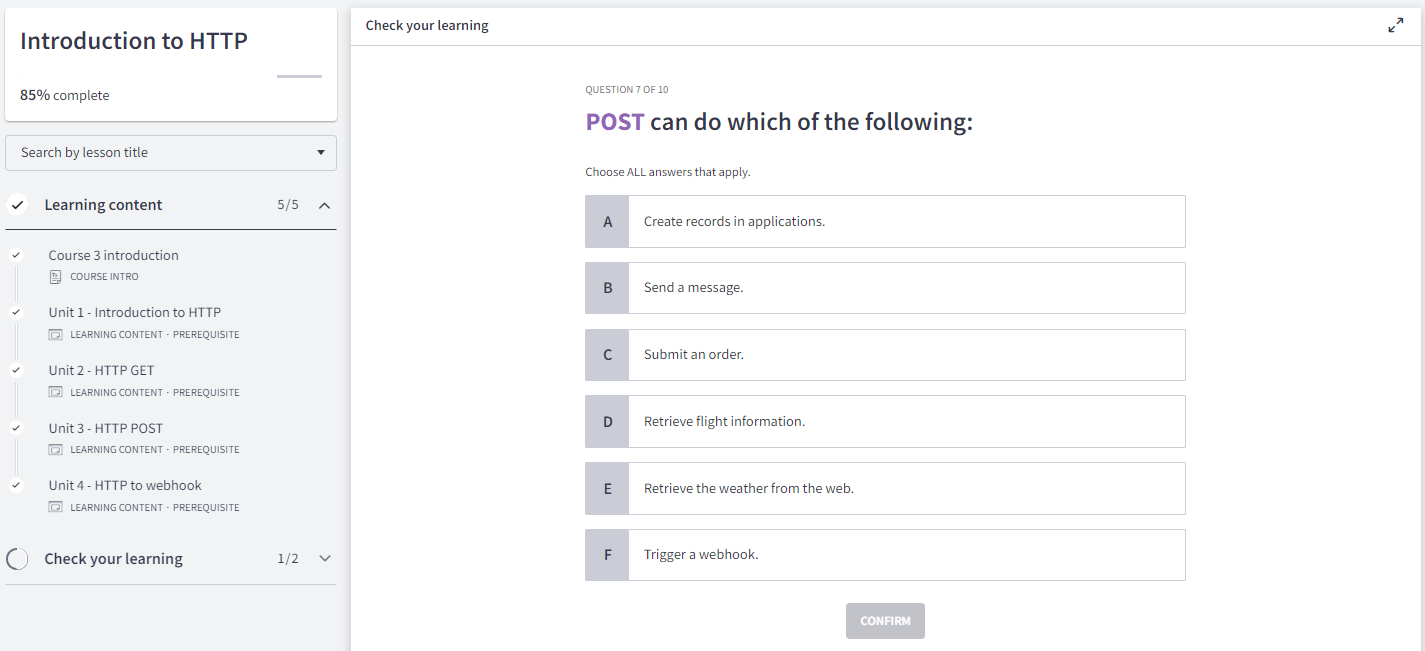 Introduction to HTTP
85% complete
Search by lesson title
Learning content 5/5
Course 3 introduction
COURSE INTRO
Unit 1 - Introduction to HTTP
LEARNING CONTENT · PREREQUISITE
Unit 2 - HTTP GET
LEARNING CONTENT · PREREQUISITE
Unit 3 - HTTP POST
LEARNING CONTENT · PREREQUISITE
Unit 4 - HTTP to webhook
LEARNING CONTENT · PREREQUISITE
Check your learning 1/2
Check your learning
QUESTION 7 OF 10
POST can do which of the following:
Choose ALL answers that apply.
A Create records in applications.
B Send a message.
C Submit an order.
D Retrieve flight information.
E Retrieve the weather from the web.
F Trigger a webhook.
CONFIRM